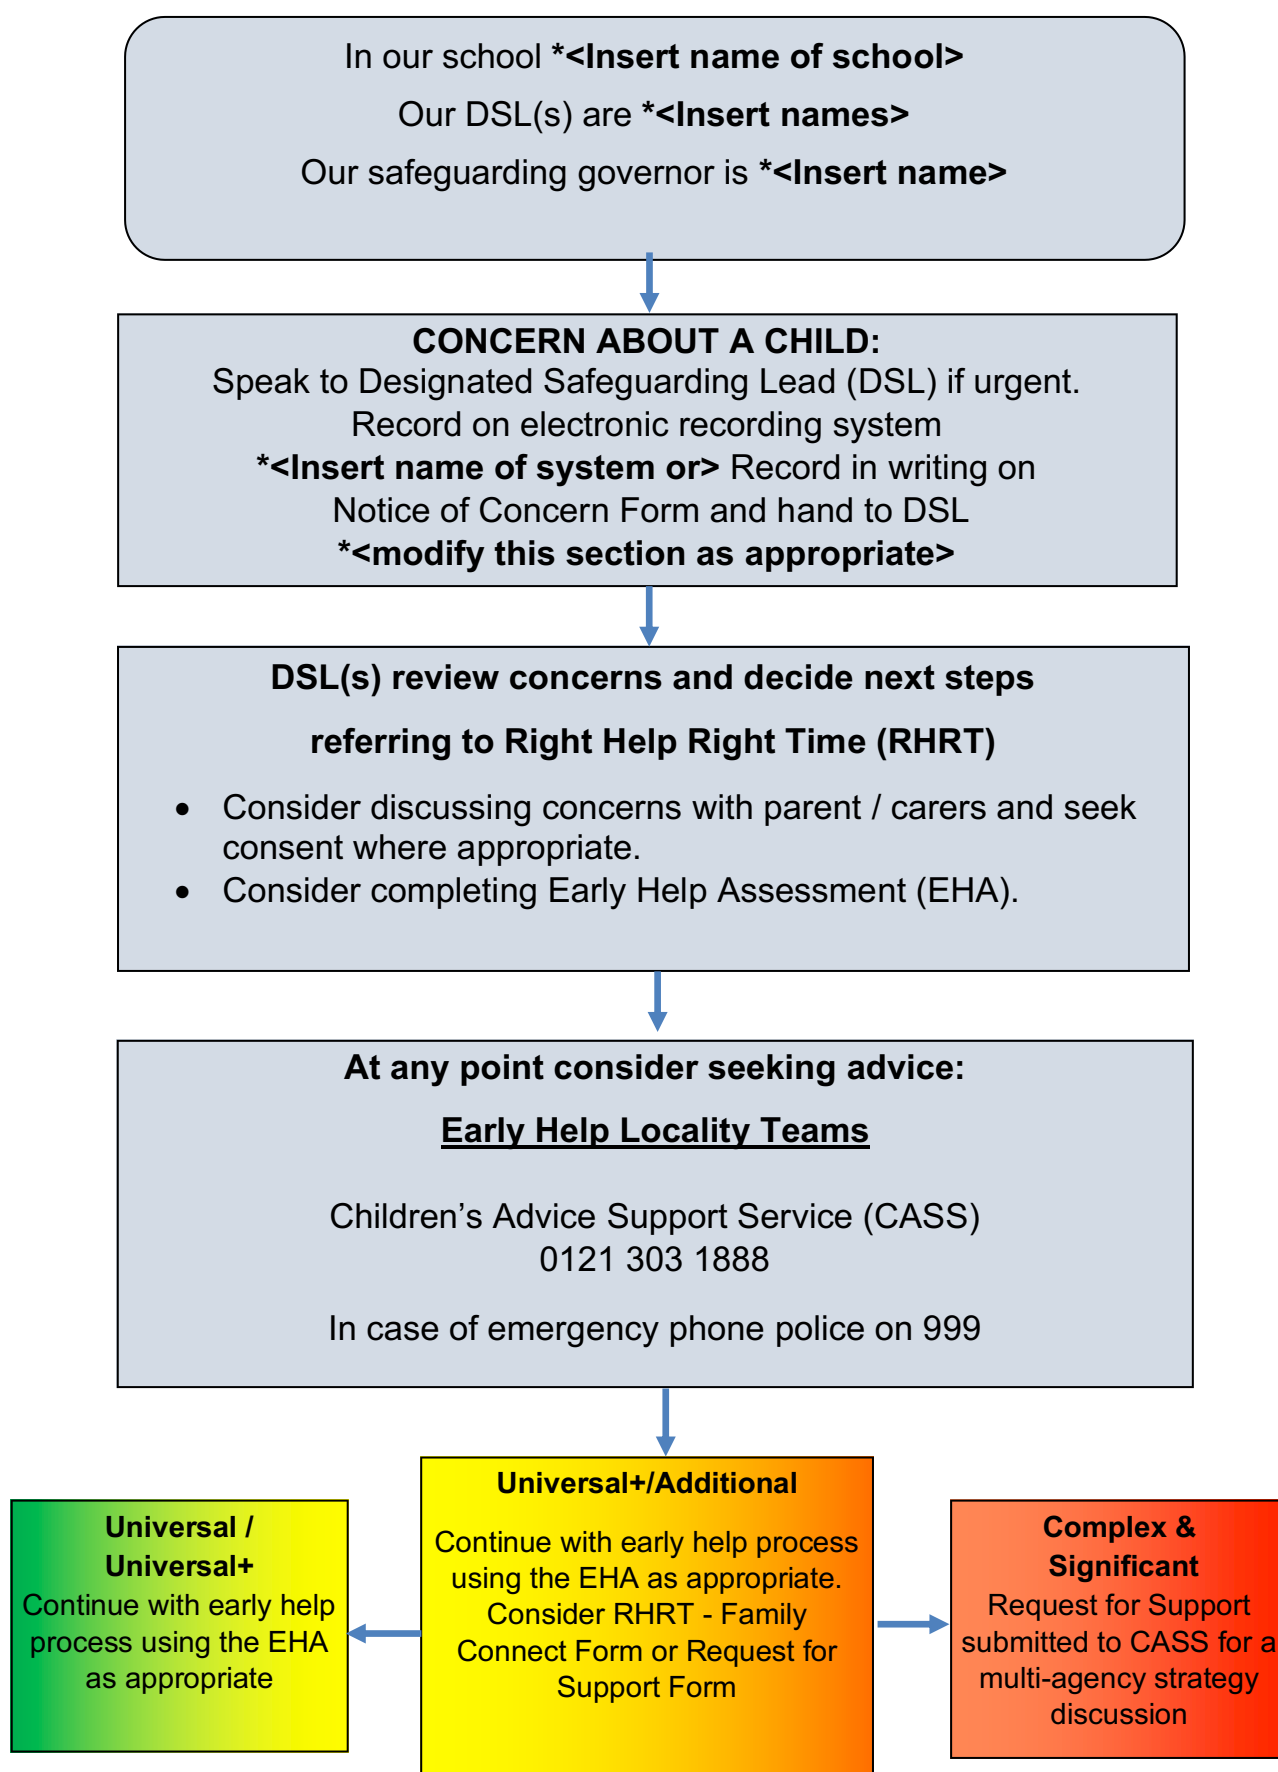 In our school *<Insert name of school>
Our DSL(s) are *<Insert names>
Our safeguarding governor is *<Insert name>
CONCERN ABOUT A CHILD:
Speak to Designated Safeguarding Lead (DSL) if urgent.
Record on electronic recording system
*<Insert name of system or> Record in writing on
Notice of Concern Form and hand to DSL
*<modify this section as appropriate>
DSL(s) review concerns and decide next steps
referring to Right Help Right Time (RHRT)
• Consider discussing concerns with parent / carers and seek
consent where appropriate.
• Consider completing Early Help Assessment (EHA).
At any point consider seeking advice:
Early Help Locality Teams
Children’s Advice Support Service (CASS)
0121 303 1888
In case of emergency phone police on 999
Universal /
Universal+
Continue with early help
process using the EHA
as appropriate
Universal+/Additional
Continue with early help process
using the EHA as appropriate.
Consider RHRT - Family
Connect Form or Request for
Support Form
Complex &
Significant
Request for Support
submitted to CASS for a
multi-agency strategy
discussion